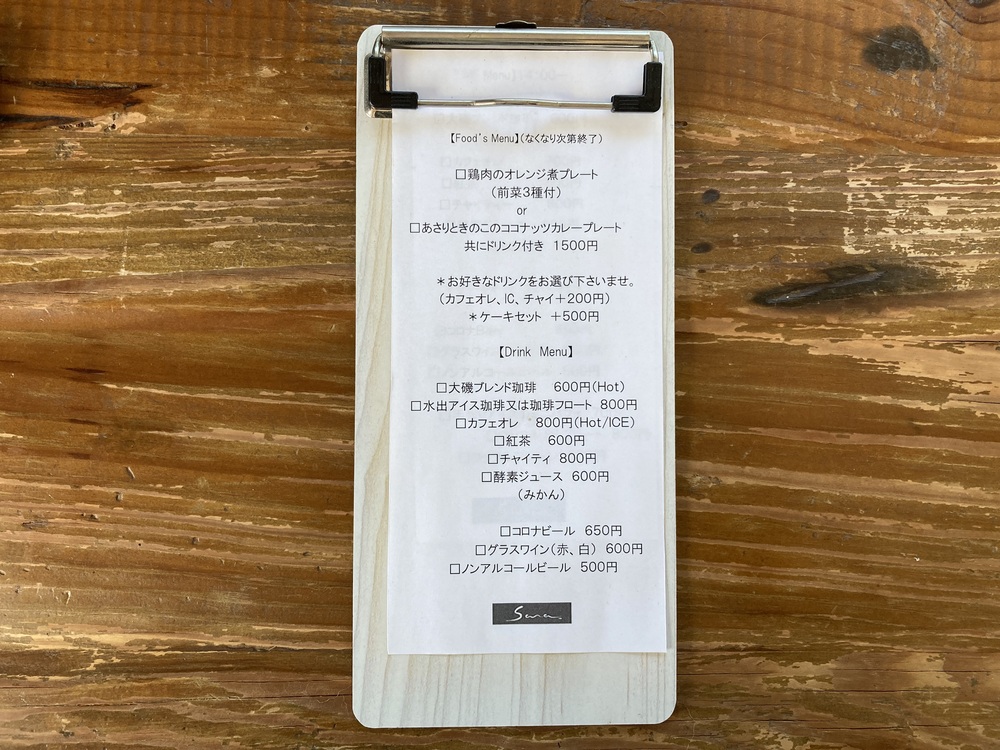 【Food's Menu】(なくなり次第終了)
□鶏肉のオレンジ煮プレート
(前菜3種付)
or
□あさりときのこのココナッツカレープレート
共にドリンク付き 1500円
＊お好きなドリンクをお選び下さいませ。
(カフェオレ、IC、チャイ＋200円)
＊ケーキセット ＋500円
【Drink Menu】
□大磯ブレンド珈琲 600円(Hot)
□水出アイス珈琲又は珈琲フロート 800円
□カフェオレ 800円(Hot/ICE)
□紅茶 600円
□チャイティ 800円
□酵素ジュース 600円
(みかん)
□コロナビール 650円
□グラスワイン(赤、白) 600円
□ノンアルコールビール 500円